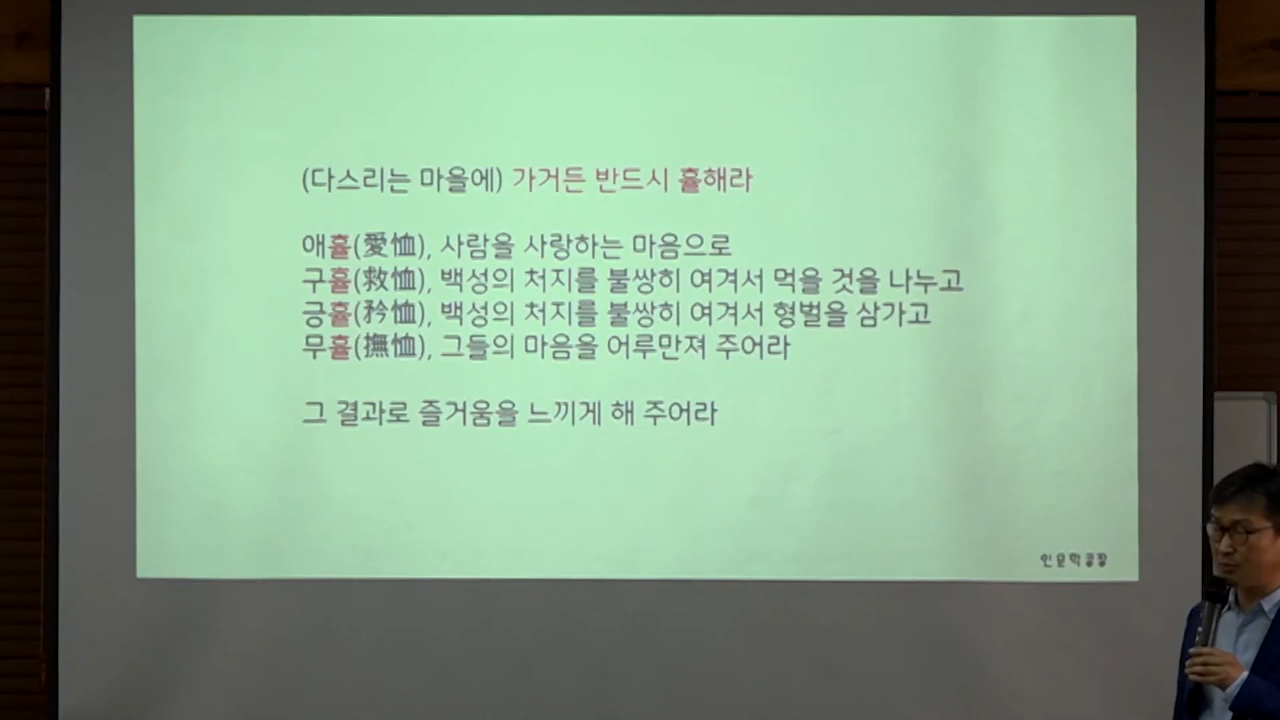 (다스리는 마을에) 가거든 반드시 휼해라
애휼(愛恤), 사람을 사랑하는 마음으로
구휼(救恤), 백성의 처지를 불쌍히 여겨서 먹을 것을 나누고
긍휼(矜恤), 백성의 처지를 불쌍히 여겨서 형벌을 삼가고
무휼(撫恤), 그들의 마음을 어루만져 주어라
그 결과로 즐거움을 느끼게 해 주어라
인문학공장